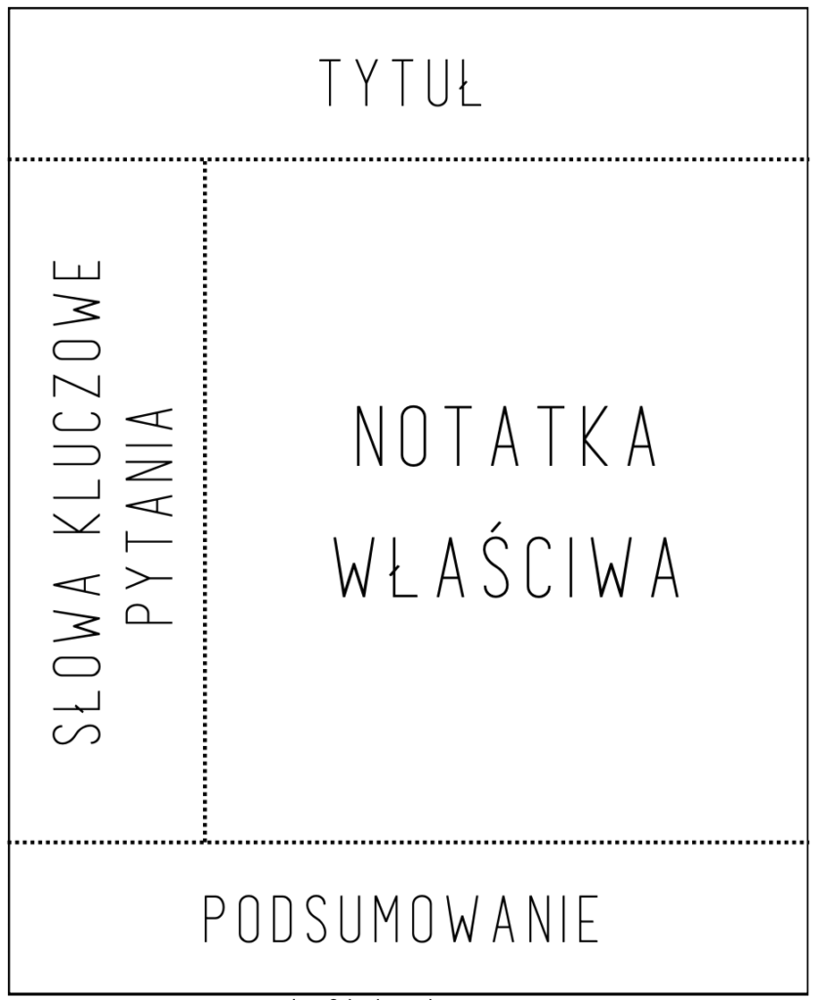 TYTUŁ
SŁOWA KLUCZOWE
PYTANIA
NOTATKA
WŁAŚCIWA
PODSUMOWANIE